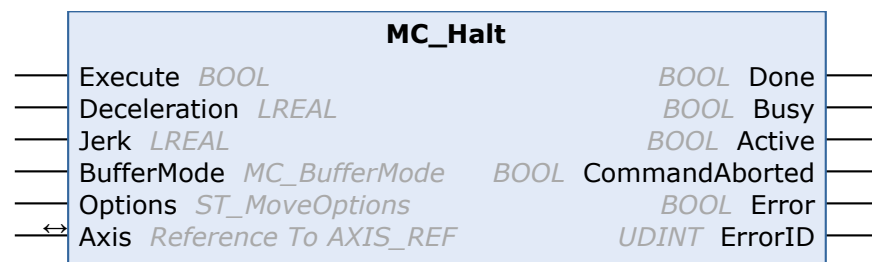 MC_Halt
Execute BOOL BOOL Done
Deceleration LREAL BOOL Busy
Jerk LREAL BOOL Active
BufferMode MC_BufferMode BOOL CommandAborted
Options ST_MoveOptions BOOL Error
↔ Axis Reference To AXIS_REF UDINT ErrorID